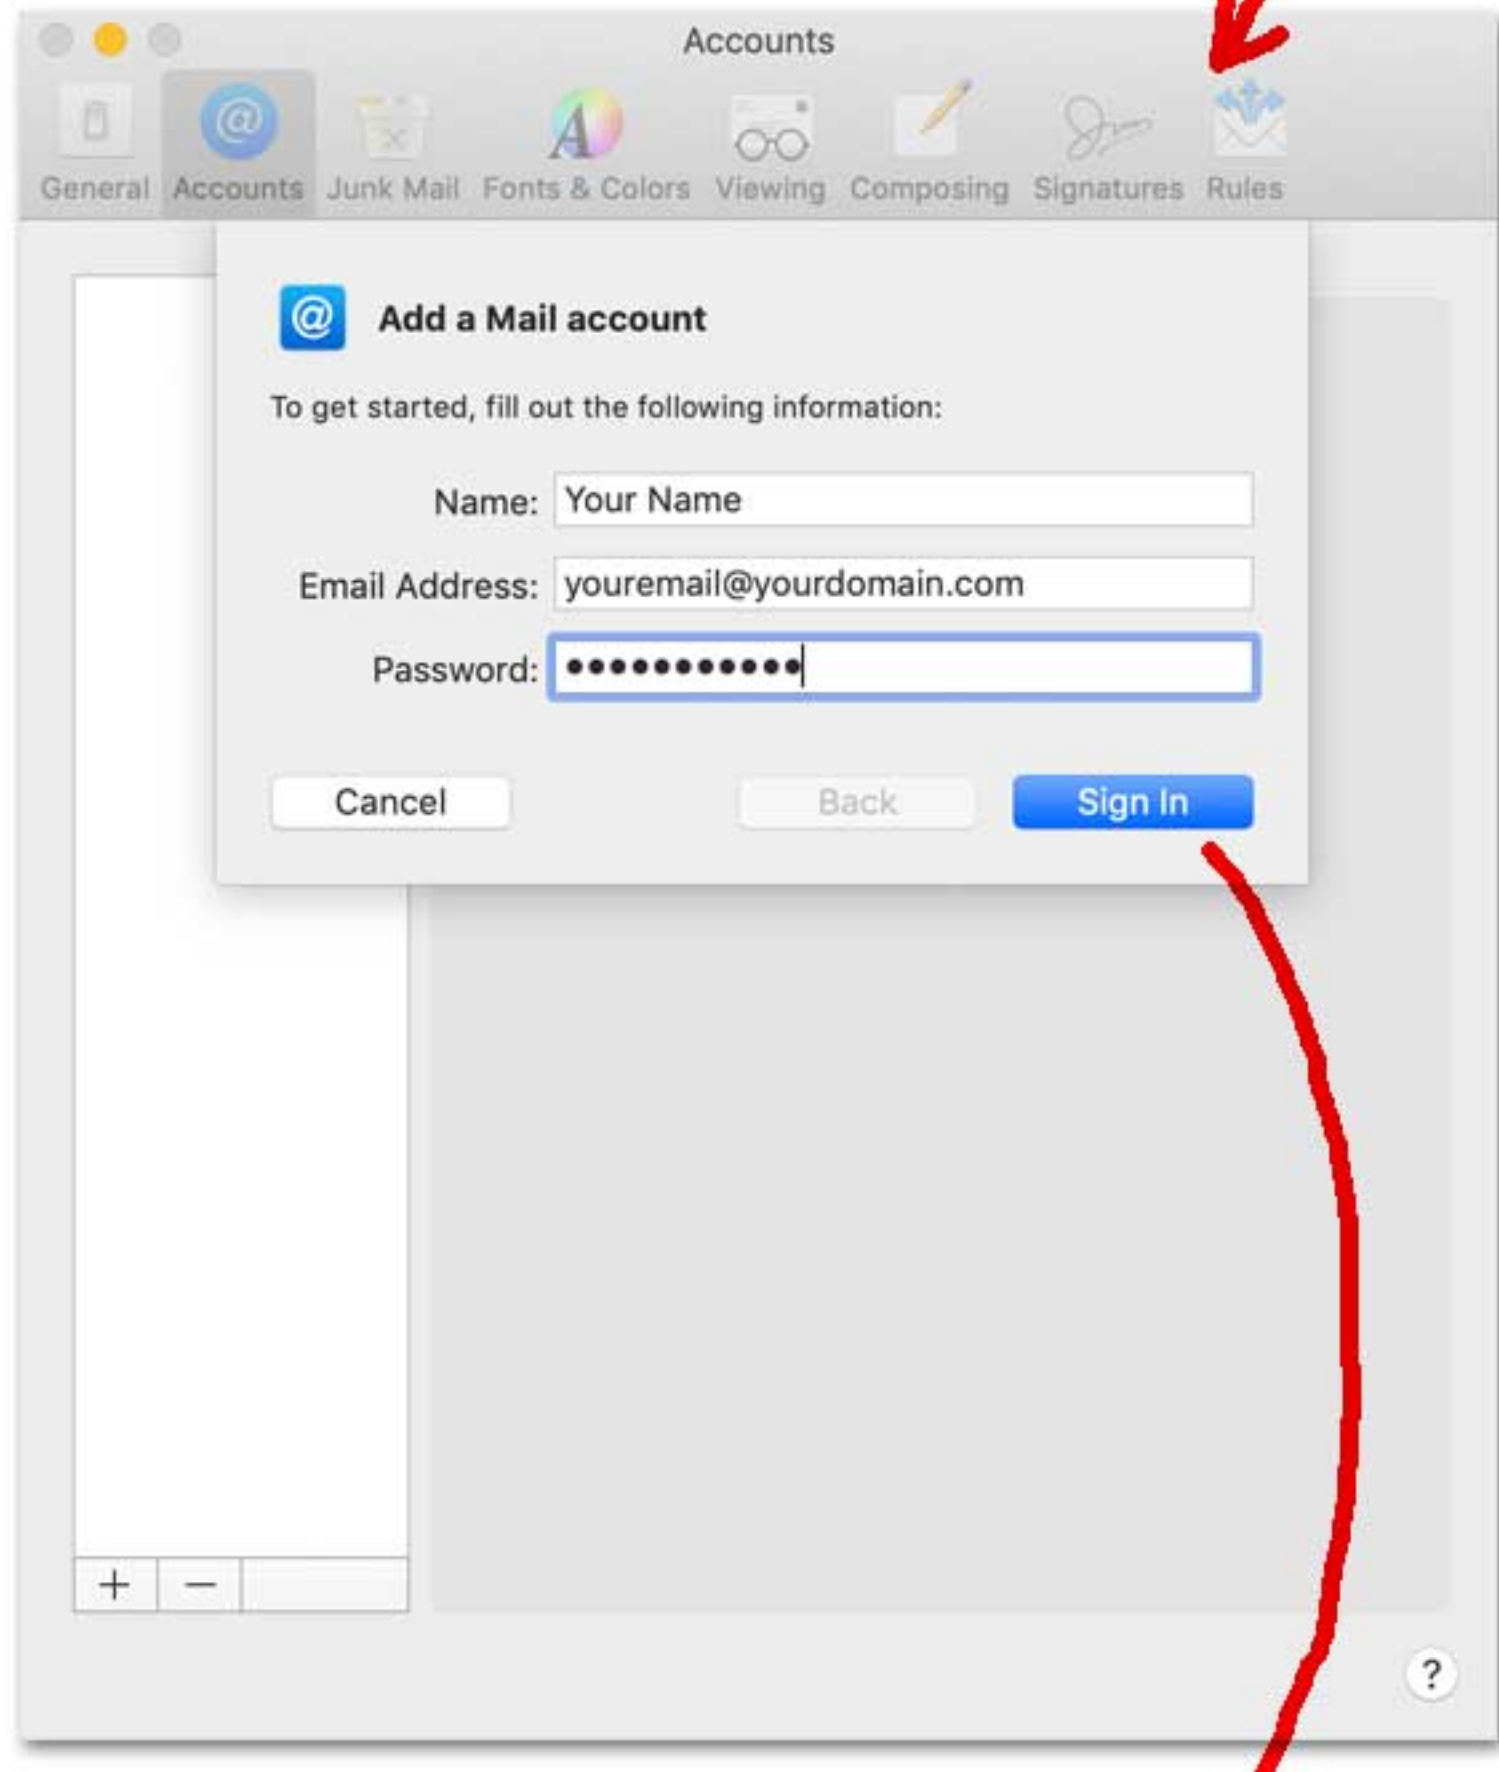 Accounts
General Accounts Junk Mail Fonts & Colors Viewing Composing Signatures Rules
@ Add a Mail account
To get started, fill out the following information:
Name: Your Name
Email Address: youremail@yourdomain.com
Password: •••••••••••
Cancel Back Sign In
+ −
?